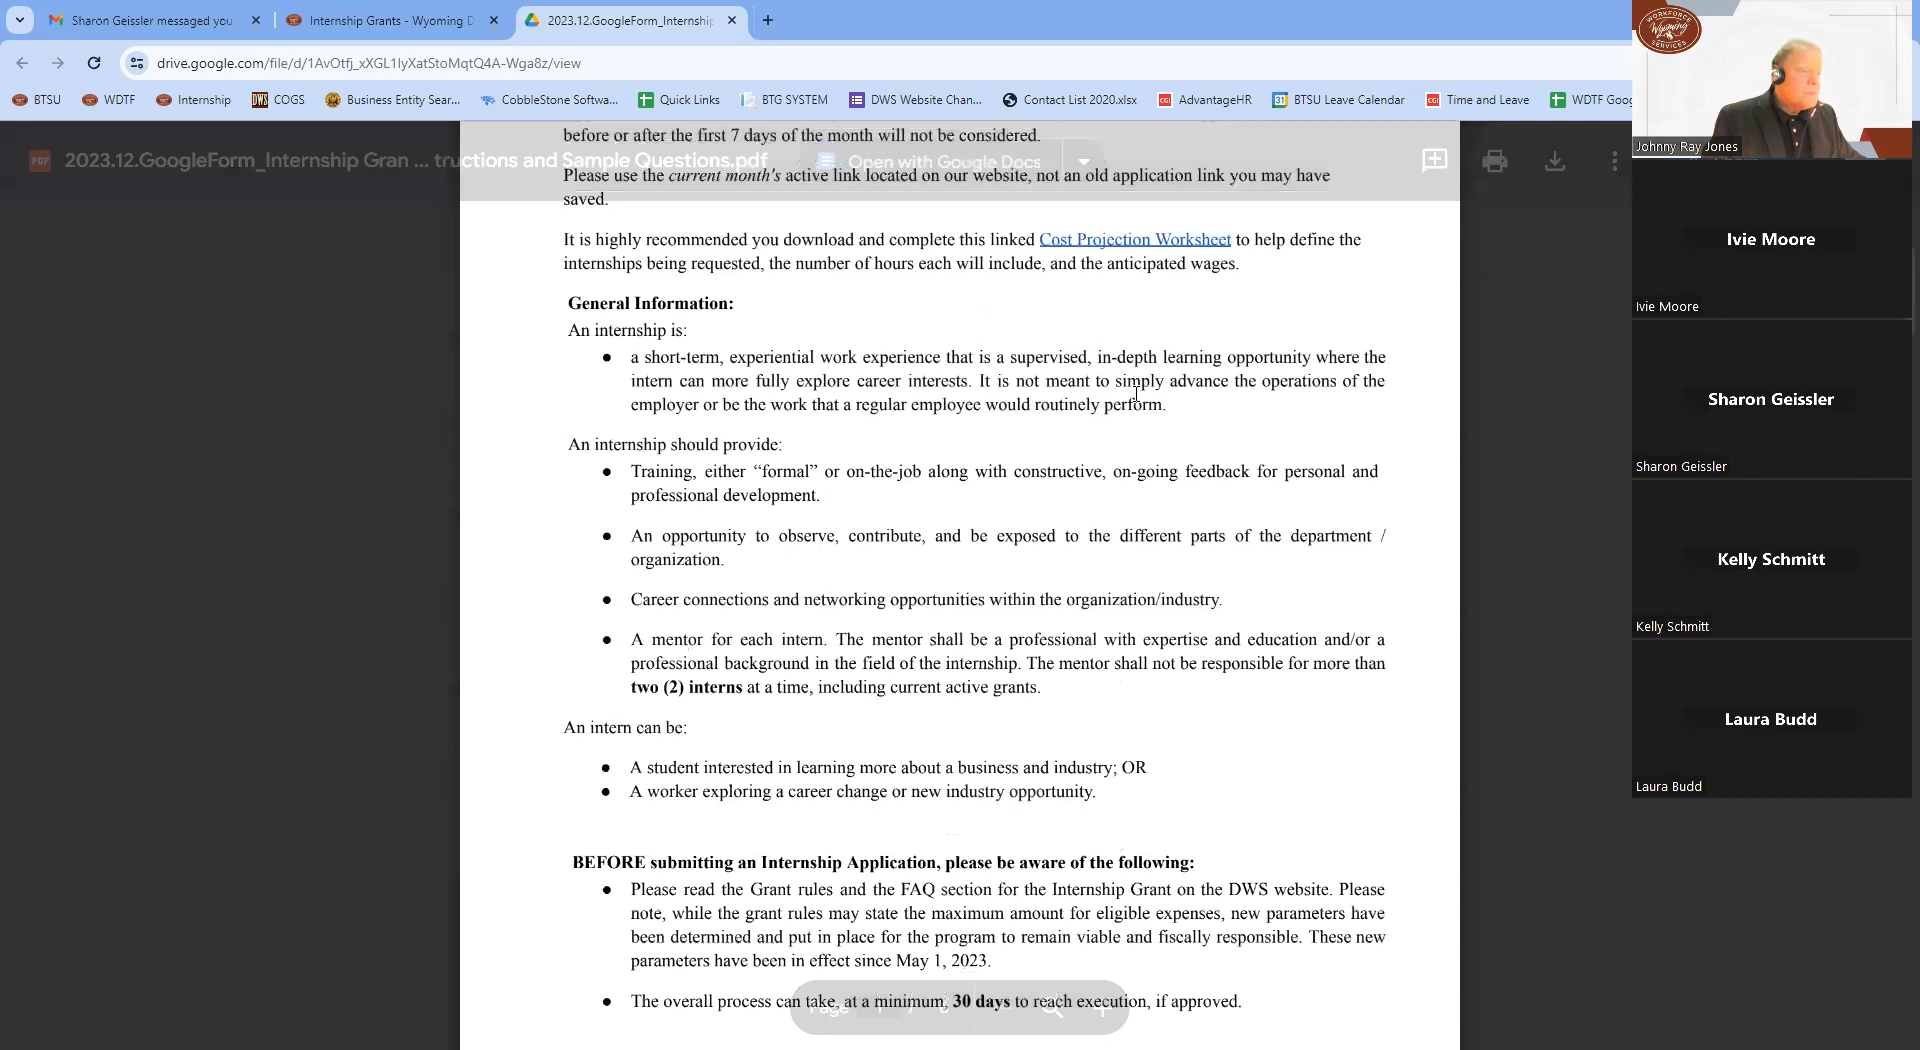 Sharon Geissler messaged you
Internship Grants - Wyoming D
2023.12.GoogleForm_Internship
drive.google.com/file/d/1AvOtfj_xXGL1IyXatStoMqtQ4A-Wga8z/view
BTSU WDTF Internship DWS COGS Business Entity Sear... CobbleStone Softwa... Quick Links BTG SYSTEM DWS Website Chan... Contact List 2020.xlsx CGI AdvantageHR 31 BTSU Leave Calendar CGI Time and Leave WDTF Goo
WORKFORCE
Wyoming
SERVICES
Johnny Ray Jones
before or after the first 7 days of the month will not be considered.
PDF 2023.12.GoogleForm_Internship Gran ... tructions and Sample Questions.pdf
Open with Google Docs
Please use the current month's active link located on our website, not an old application link you may have
saved.
It is highly recommended you download and complete this linked Cost Projection Worksheet to help define the
internships being requested, the number of hours each will include, and the anticipated wages.
General Information:
An internship is:
● a short-term, experiential work experience that is a supervised, in-depth learning opportunity where the
intern can more fully explore career interests. It is not meant to simply advance the operations of the
employer or be the work that a regular employee would routinely perform.
An internship should provide:
● Training, either “formal” or on-the-job along with constructive, on-going feedback for personal and
professional development.
● An opportunity to observe, contribute, and be exposed to the different parts of the department /
organization.
● Career connections and networking opportunities within the organization/industry.
● A mentor for each intern. The mentor shall be a professional with expertise and education and/or a
professional background in the field of the internship. The mentor shall not be responsible for more than
two (2) interns at a time, including current active grants.
An intern can be:
● A student interested in learning more about a business and industry; OR
● A worker exploring a career change or new industry opportunity.
BEFORE submitting an Internship Application, please be aware of the following:
● Please read the Grant rules and the FAQ section for the Internship Grant on the DWS website. Please
note, while the grant rules may state the maximum amount for eligible expenses, new parameters have
been determined and put in place for the program to remain viable and fiscally responsible. These new
parameters have been in effect since May 1, 2023.
● The overall process can take, at a minimum, 30 days to reach execution, if approved.
Page
Ivie Moore
Ivie Moore
Sharon Geissler
Sharon Geissler
Kelly Schmitt
Kelly Schmitt
Laura Budd
Laura Budd